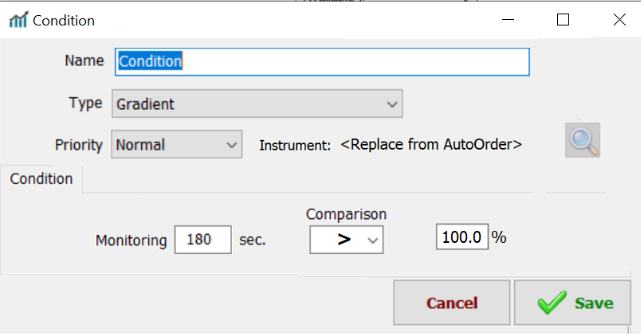 Condition
Name Condition
Type Gradient
Priority Normal Instrument: <Replace from AutoOrder>
Condition
Comparison
Monitoring 180 sec. > 100.0 %
Cancel Save